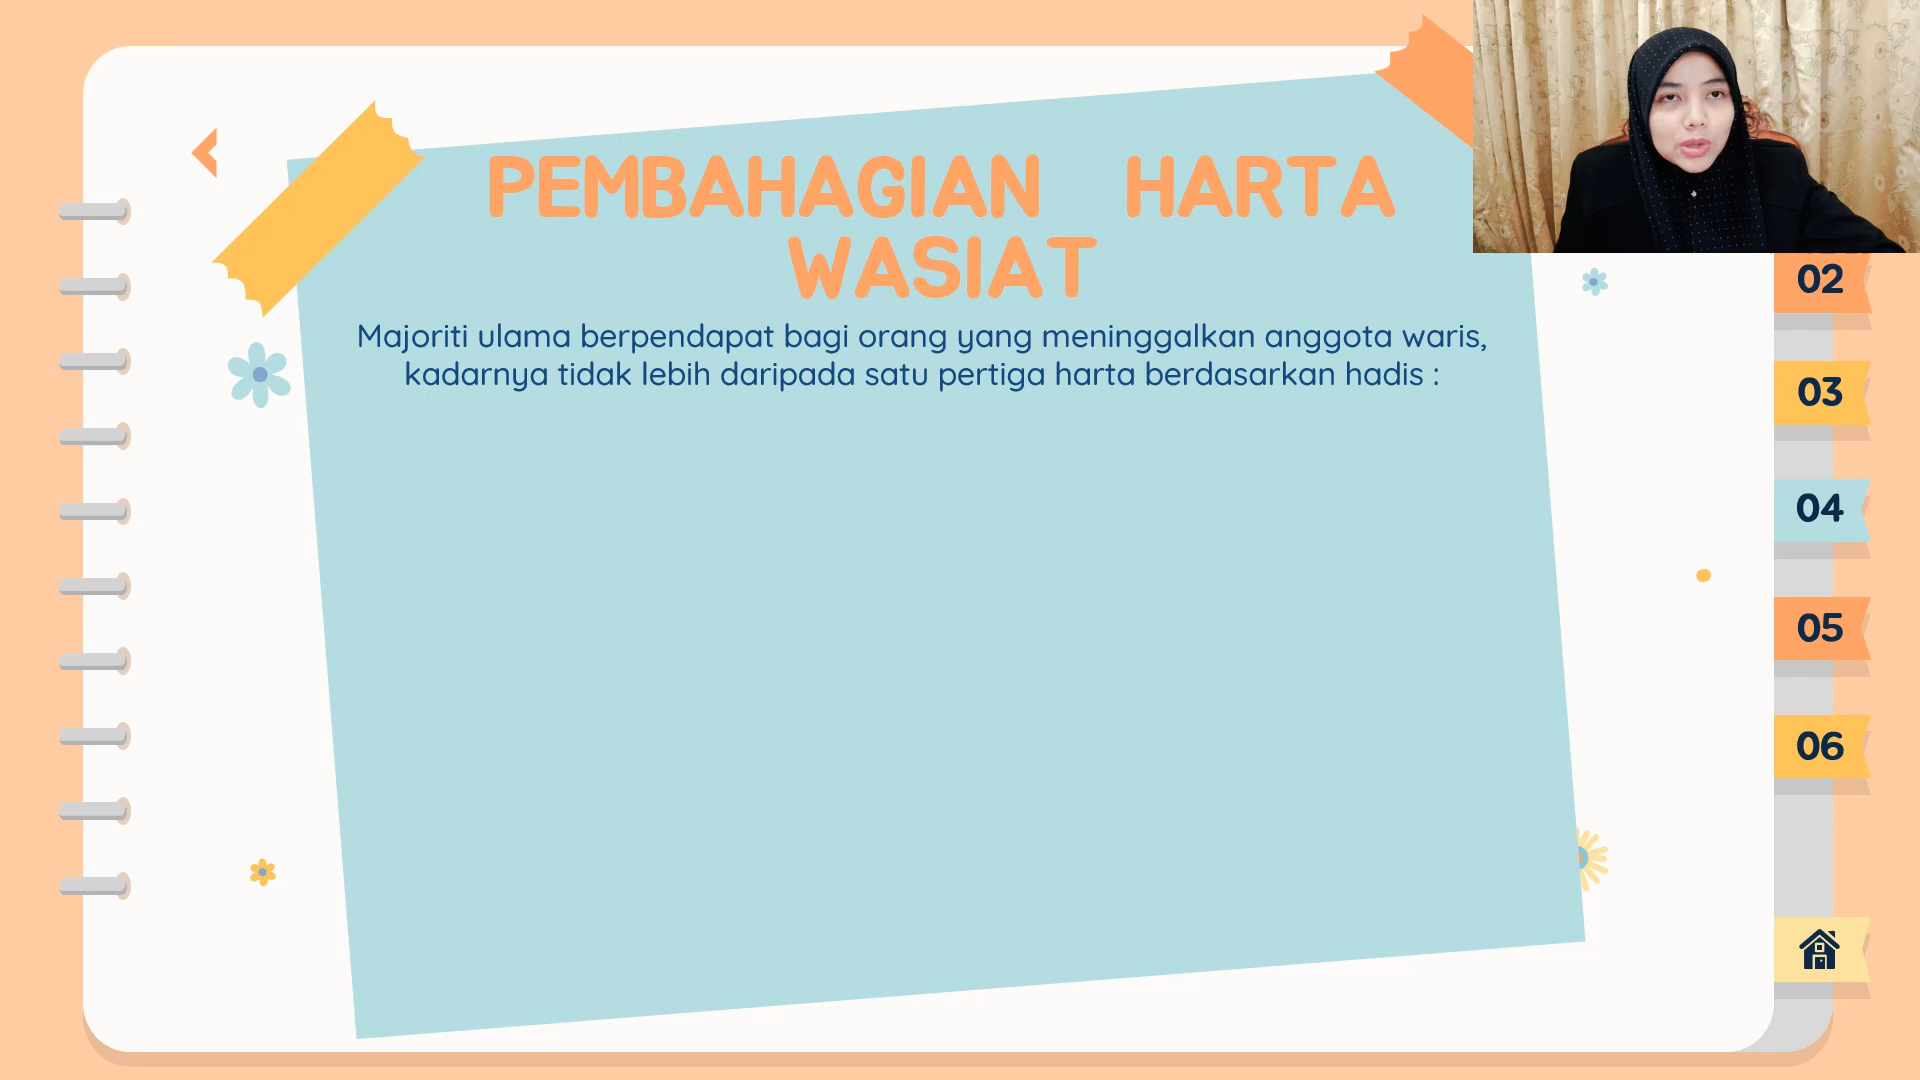 PEMBAHAGIAN HARTA
WASIAT
Majoriti ulama berpendapat bagi orang yang meninggalkan anggota waris,
kadarnya tidak lebih daripada satu pertiga harta berdasarkan hadis :
02
03
04
05
06